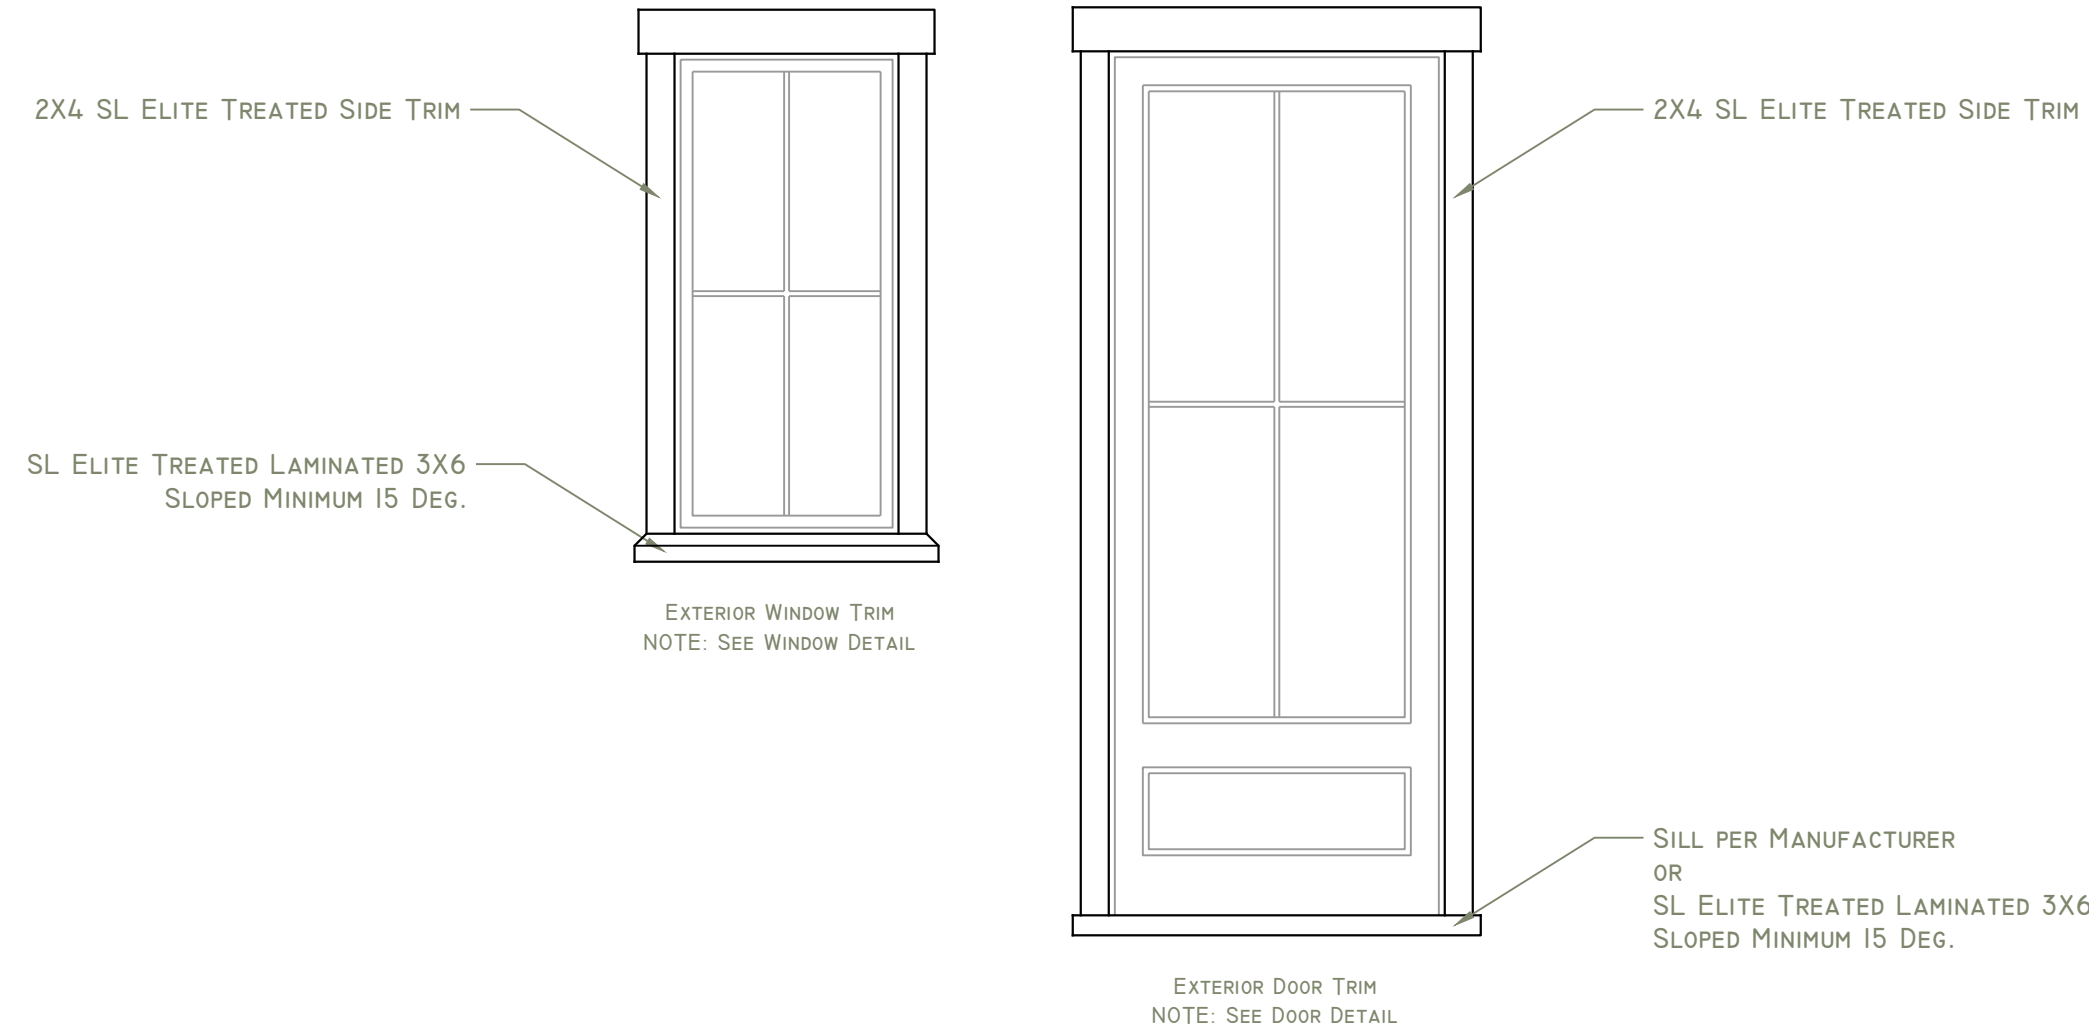 2X4 SL Elite Treated Side Trim
2X4 SL Elite Treated Side Trim
SL Elite Treated Laminated 3X6
Sloped Minimum 15 Deg.
Exterior Window Trim
NOTE: See Window Detail
Sill per Manufacturer
or
SL Elite Treated Laminated 3X6
Sloped Minimum 15 Deg.
Exterior Door Trim
NOTE: See Door Detail